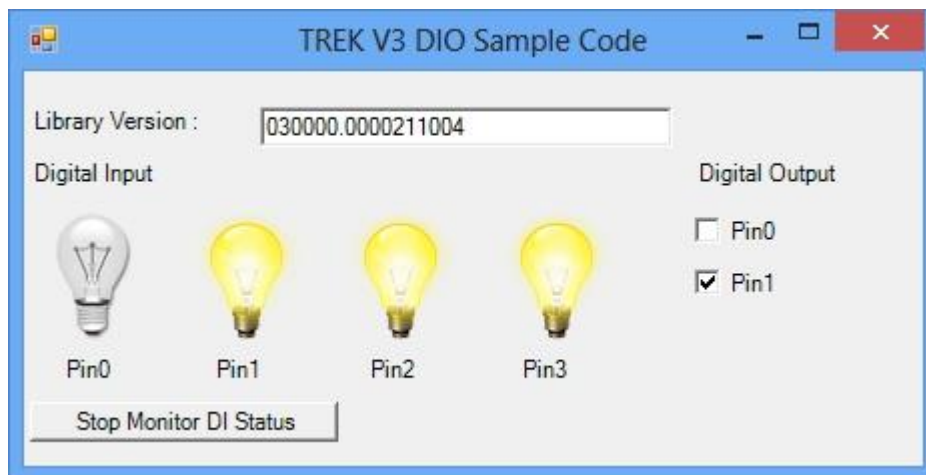 TREK V3 DIO Sample Code
Library Version :
030000.0000211004
Digital Input
Digital Output
Pin0
Pin1
Pin0
Pin1
Pin2
Pin3
Stop Monitor DI Status